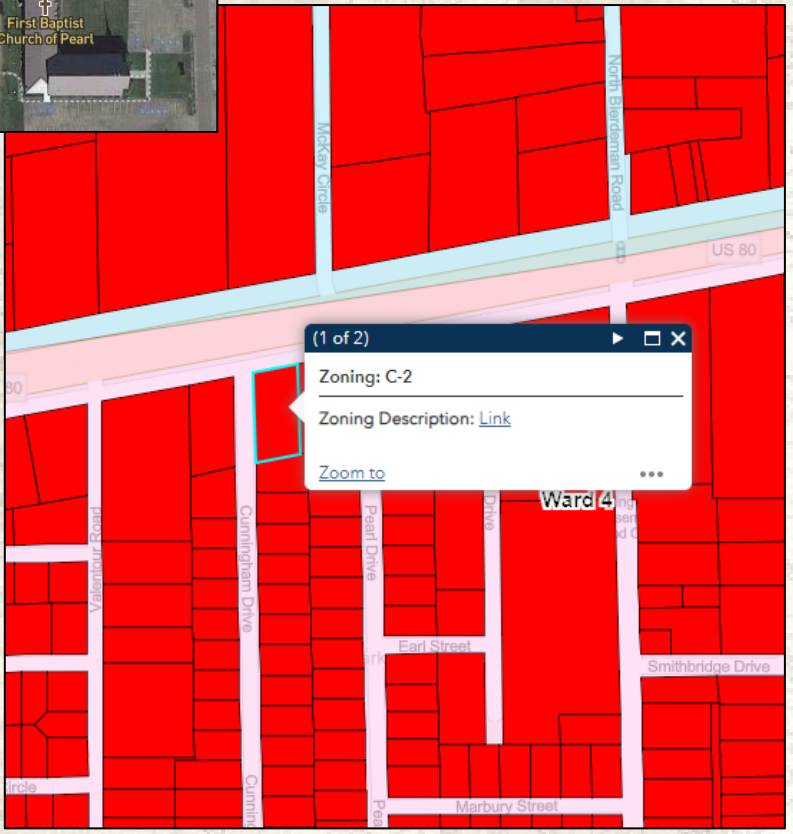 First Baptist
Church of Pearl
McKay Circle
North Bierdeman Road
US 80
80
(1 of 2)
Zoning: C-2
Zoning Description: Link
Zoom to
Ward 4
Drive
Valentour Road
Cunningham Drive
Pearl Drive
Earl Street
Smithbridge Drive
ircle
Cunnin
Pea
Marbury Street